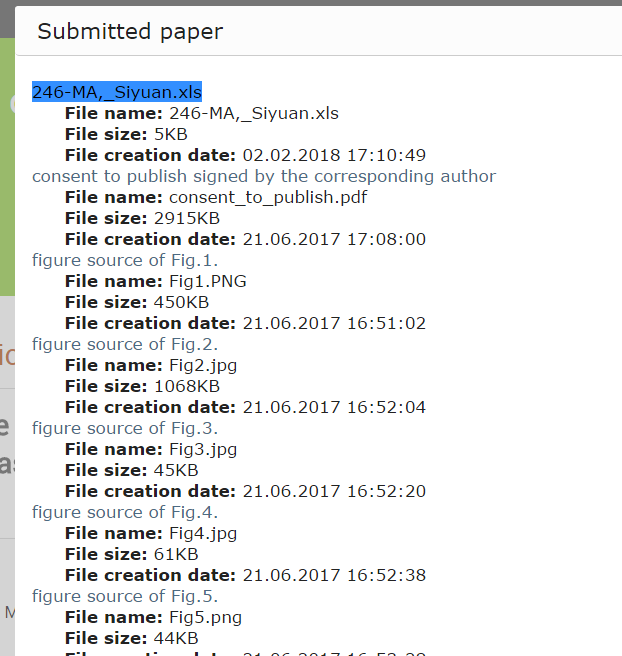 Submitted paper
246-MA,_Siyuan.xls
File name: 246-MA,_Siyuan.xls
File size: 5KB
File creation date: 02.02.2018 17:10:49
consent to publish signed by the corresponding author
File name: consent_to_publish.pdf
File size: 2915KB
File creation date: 21.06.2017 17:08:00
figure source of Fig.1.
File name: Fig1.PNG
File size: 450KB
File creation date: 21.06.2017 16:51:02
figure source of Fig.2.
File name: Fig2.jpg
File size: 1068KB
File creation date: 21.06.2017 16:52:04
figure source of Fig.3.
File name: Fig3.jpg
File size: 45KB
File creation date: 21.06.2017 16:52:20
figure source of Fig.4.
File name: Fig4.jpg
File size: 61KB
File creation date: 21.06.2017 16:52:38
figure source of Fig.5.
File name: Fig5.png
File size: 44KB